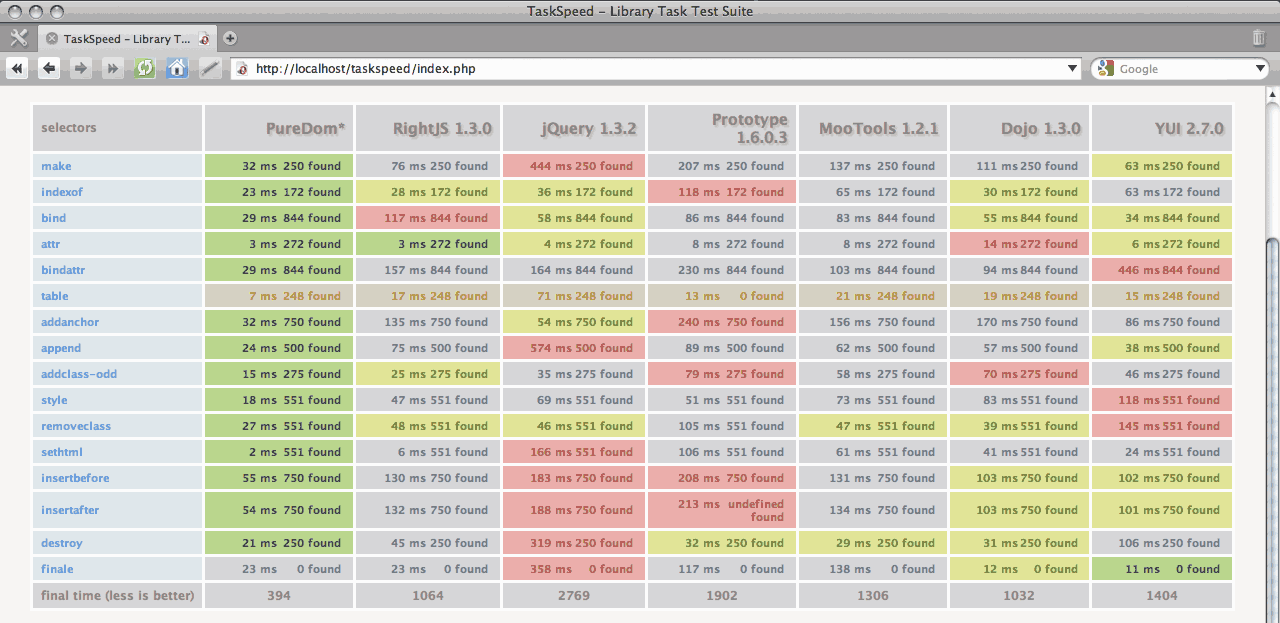 TaskSpeed – Library Task Test Suite
TaskSpeed – Library T...
http://localhost/taskspeed/index.php
Google
selectors PureDom* RightJS 1.3.0 jQuery 1.3.2 Prototype 1.6.0.3 MooTools 1.2.1 Dojo 1.3.0 YUI 2.7.0
make 32 ms 250 found 76 ms 250 found 444 ms 250 found 207 ms 250 found 137 ms 250 found 111 ms 250 found 63 ms 250 found
indexof 23 ms 172 found 28 ms 172 found 36 ms 172 found 118 ms 172 found 65 ms 172 found 30 ms 172 found 63 ms 172 found
bind 29 ms 844 found 117 ms 844 found 58 ms 844 found 86 ms 844 found 83 ms 844 found 55 ms 844 found 34 ms 844 found
attr 3 ms 272 found 3 ms 272 found 4 ms 272 found 8 ms 272 found 8 ms 272 found 14 ms 272 found 6 ms 272 found
bindattr 29 ms 844 found 157 ms 844 found 164 ms 844 found 230 ms 844 found 103 ms 844 found 94 ms 844 found 446 ms 844 found
table 7 ms 248 found 17 ms 248 found 71 ms 248 found 13 ms 0 found 21 ms 248 found 19 ms 248 found 15 ms 248 found
addanchor 32 ms 750 found 135 ms 750 found 54 ms 750 found 240 ms 750 found 156 ms 750 found 170 ms 750 found 86 ms 750 found
append 24 ms 500 found 75 ms 500 found 574 ms 500 found 89 ms 500 found 62 ms 500 found 57 ms 500 found 38 ms 500 found
addclass-odd 15 ms 275 found 25 ms 275 found 35 ms 275 found 79 ms 275 found 58 ms 275 found 70 ms 275 found 46 ms 275 found
style 18 ms 551 found 47 ms 551 found 69 ms 551 found 51 ms 551 found 73 ms 551 found 83 ms 551 found 118 ms 551 found
removeclass 27 ms 551 found 48 ms 551 found 46 ms 551 found 105 ms 551 found 47 ms 551 found 39 ms 551 found 145 ms 551 found
sethtml 2 ms 551 found 6 ms 551 found 166 ms 551 found 106 ms 551 found 61 ms 551 found 41 ms 551 found 24 ms 551 found
insertbefore 55 ms 750 found 130 ms 750 found 183 ms 750 found 208 ms 750 found 131 ms 750 found 103 ms 750 found 102 ms 750 found
insertafter 54 ms 750 found 132 ms 750 found 188 ms 750 found 213 ms undefined found 134 ms 750 found 103 ms 750 found 101 ms 750 found
destroy 21 ms 250 found 45 ms 250 found 319 ms 250 found 32 ms 250 found 29 ms 250 found 31 ms 250 found 106 ms 250 found
finale 23 ms 0 found 23 ms 0 found 358 ms 0 found 117 ms 0 found 138 ms 0 found 12 ms 0 found 11 ms 0 found
final time (less is better) 394 1064 2769 1902 1306 1032 1404